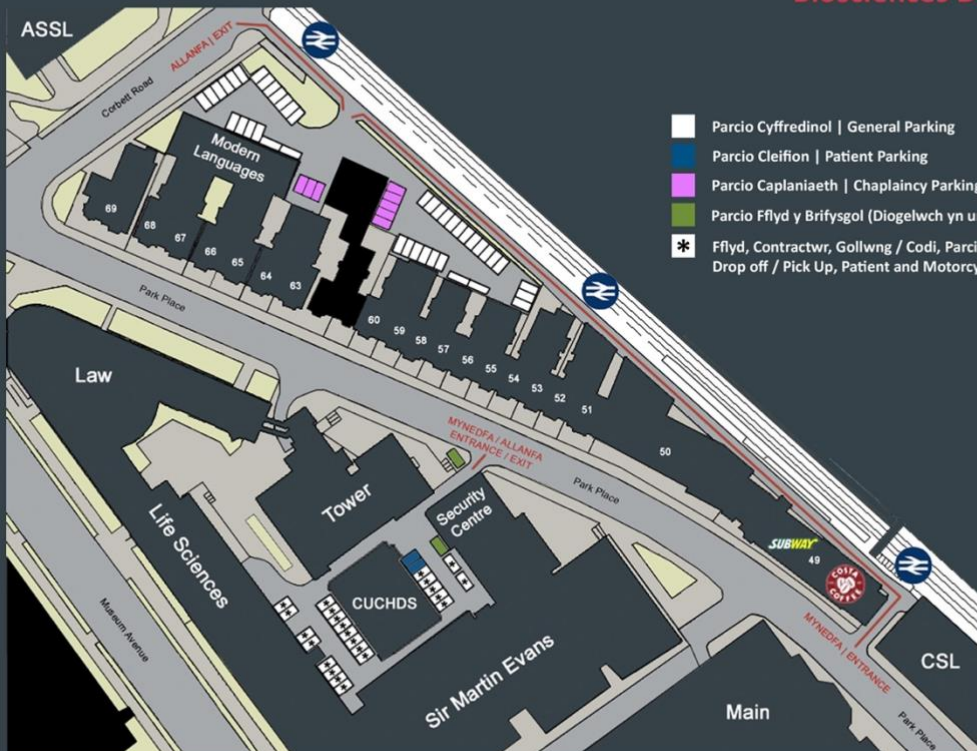 ASSL
ALLANFA | EXIT
Corbett Road
Parcio Cyffredinol | General Parking
Parcio Cleifion | Patient Parking
Parcio Caplaniaeth | Chaplaincy Parking
Parcio Fflyd y Brifysgol (Diogelwch yn
* Fflyd, Contractwr, Gollwng / Codi,
Drop off / Pick Up, Patient and
Modern
Languages
69
68
67
66
65
64
63
60
59
58
57
56
55
54
53
52
51
50
Park Place
Law
MYNEDFA / ALLANFA
ENTRANCE / EXIT
Park Place
Tower
Security
Centre
Life Sciences
CUCHDS
SUBWAY
49
COSTA
COFFEE
Museum Avenue
Sir Martin Evans
MYNEDFA | ENTRANCE
CSL
Main
Park Place